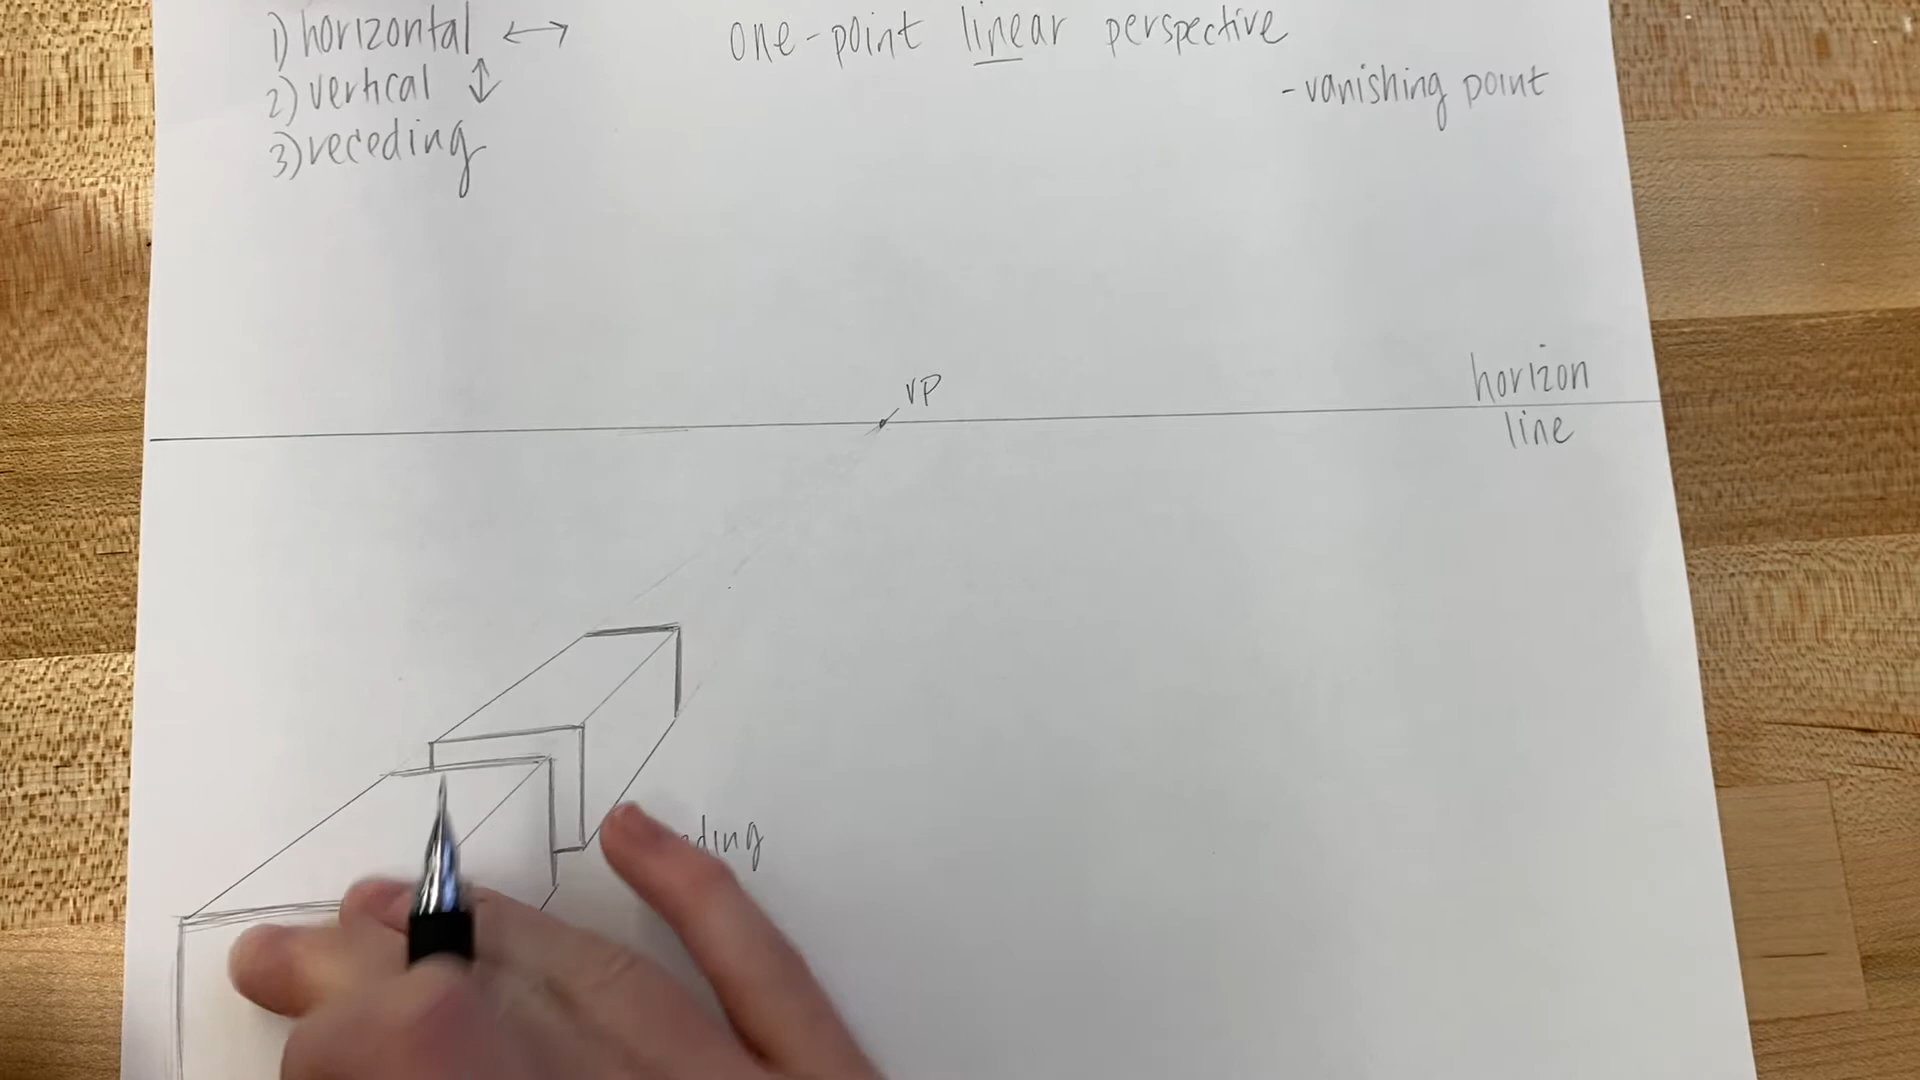 1) horizontal ↔
2) vertical ↕
3) receding
one-point linear perspective
- vanishing point
VP
horizon
line